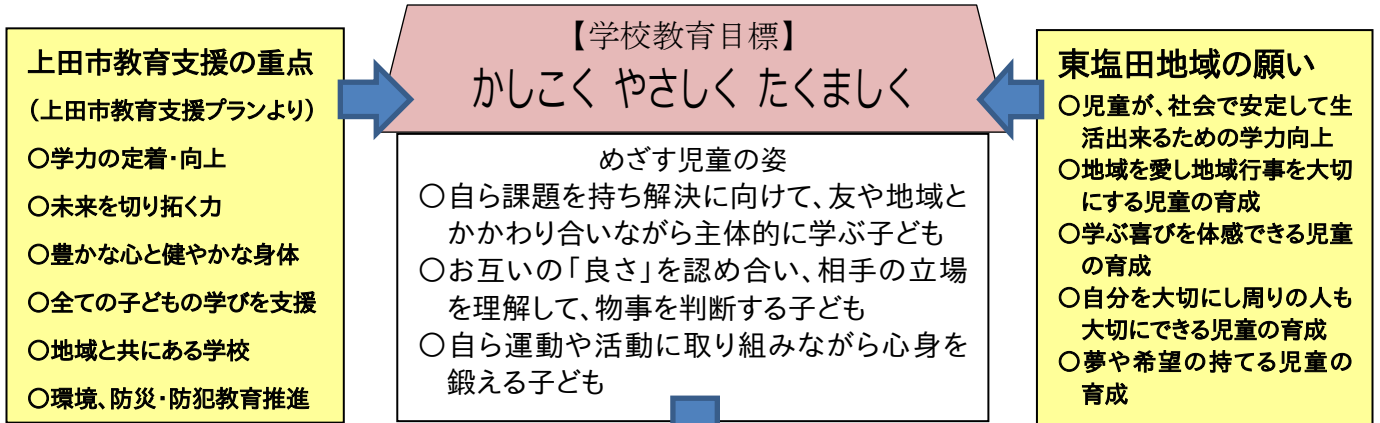 上田市教育支援の重点
(上田市教育支援プランより)
○学力の定着・向上
○未来を切り拓く力
○豊かな心と健やかな身体
○全ての子どもの学びを支援
○地域と共にある学校
○環境、防災・防犯教育推進
【学校教育目標】
かしこく やさしく たくましく
めざす児童の姿
○自ら課題を持ち解決に向けて、友や地域と
かかわり合いながら主体的に学ぶ子ども
○お互いの「良さ」を認め合い、相手の立場
を理解して、物事を判断する子ども
○自ら運動や活動に取り組みながら心身を
鍛える子ども
東塩田地域の願い
○児童が、社会で安定して生
活出来るための学力向上
○地域を愛し地域行事を大切
にする児童の育成
○学ぶ喜びを体感できる児童
の育成
○自分を大切にし周りの人も
大切にできる児童の育成
○夢や希望の持てる児童の
育成